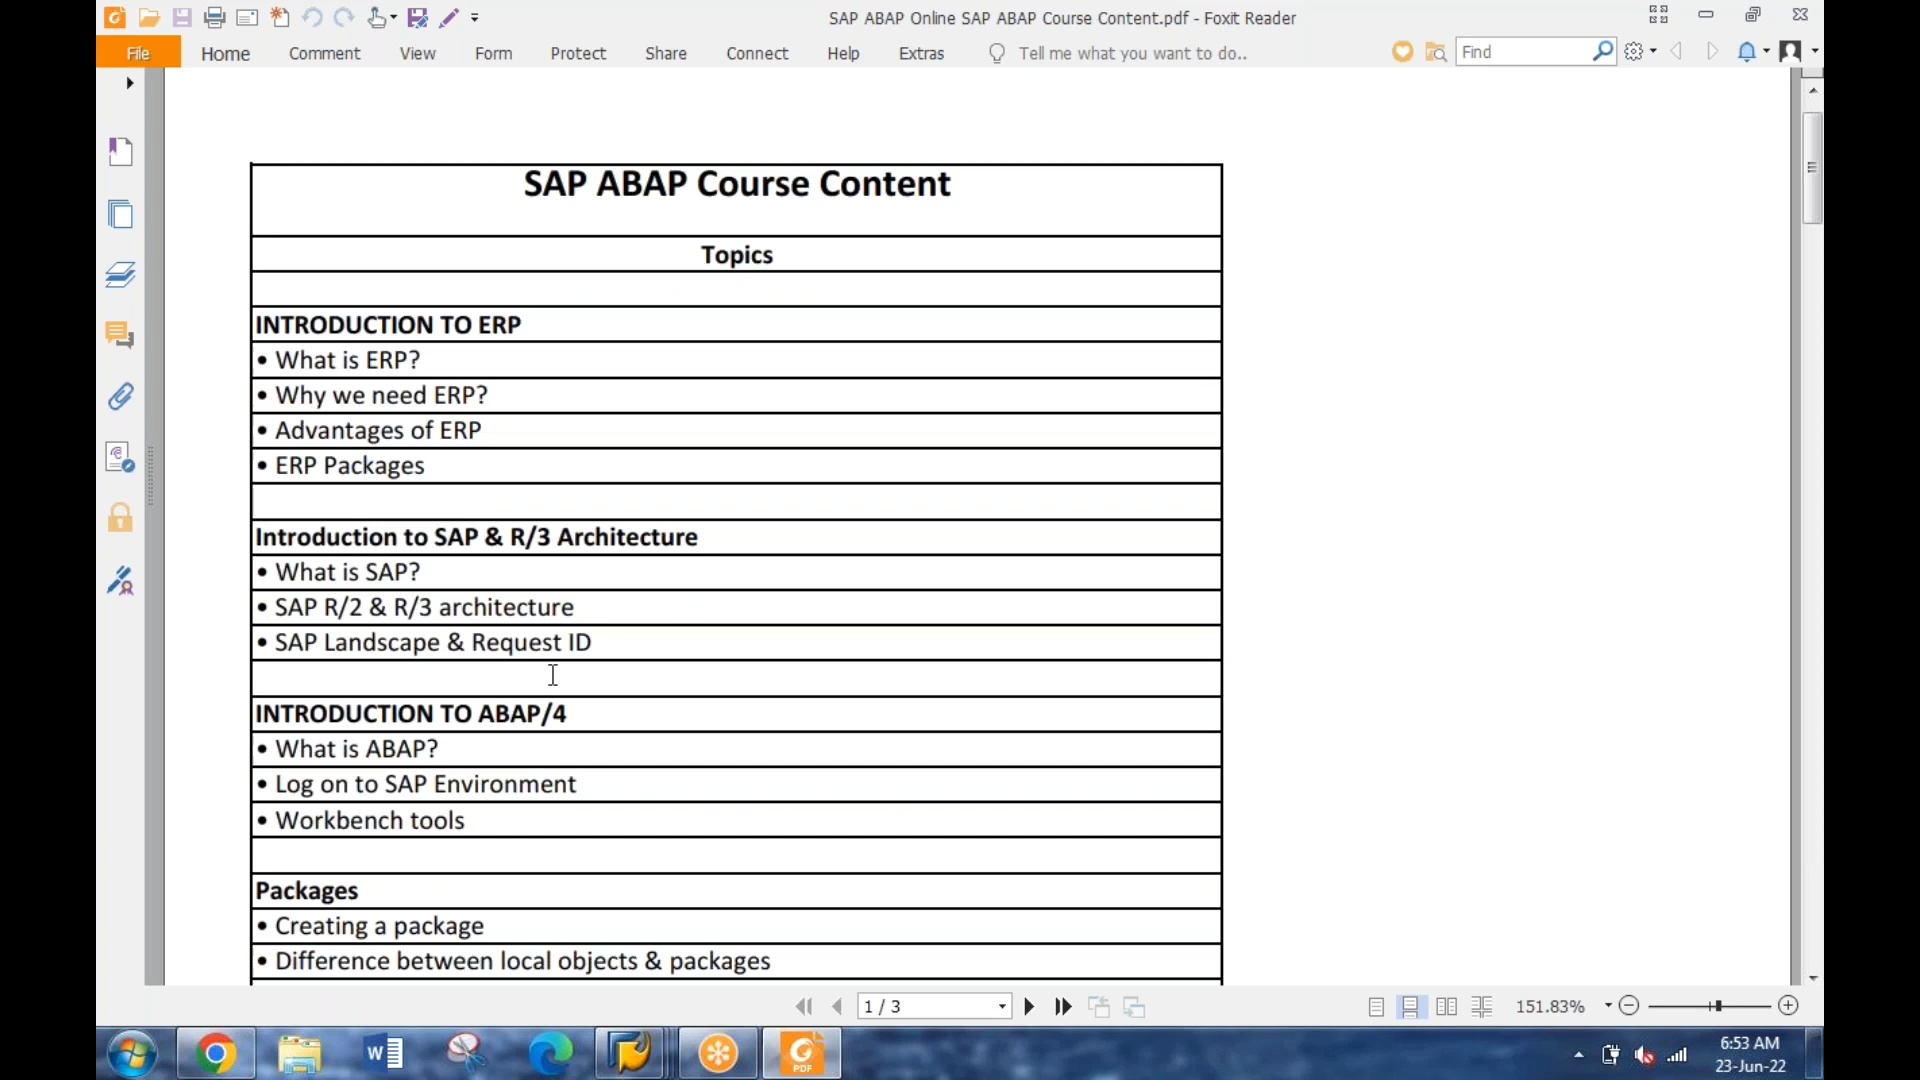 SAP ABAP Online SAP ABAP Course Content.pdf - Foxit Reader
File Home Comment View Form Protect Share Connect Help Extras Tell me what you want to do.. Find
SAP ABAP Course Content
Topics
INTRODUCTION TO ERP
• What is ERP?
• Why we need ERP?
• Advantages of ERP
• ERP Packages
Introduction to SAP & R/3 Architecture
• What is SAP?
• SAP R/2 & R/3 architecture
• SAP Landscape & Request ID
INTRODUCTION TO ABAP/4
• What is ABAP?
• Log on to SAP Environment
• Workbench tools
Packages
• Creating a package
• Difference between local objects & packages
1 / 3
151.83%
W
PDF
6:53 AM
23-Jun-22